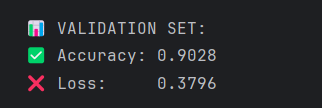 📊 VALIDATION SET:
✅ Accuracy: 0.9028
❌ Loss:     0.3796